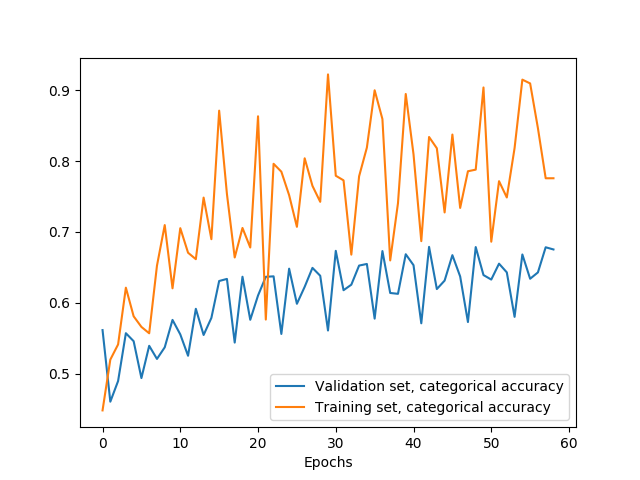 0.9
0.8
0.7
0.6
0.5
Validation set, categorical accuracy
Training set, categorical accuracy
0 10 20 30 40 50 60
Epochs